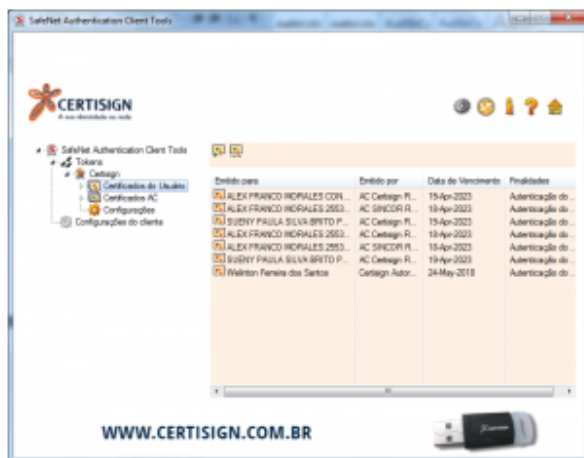 SafeNet Authentication Client Tools
CERTISIGN
A sua identidade na rede
SafeNet Authentication Client Tools
Tokens
Certisign
Certificados do Usuário
Certificados AC
Configurações
Configurações do cliente
Emitido para Emitido por Data de Vencimento Finalidades
ALEX FRANCO MORALES CON... AC Certisign R... 19-Apr-2023 Autenticação do ...
ALEX FRANCO MORALES:2553... AC SINCOR R... 19-Apr-2023 Autenticação do ...
SUENY PAULA SILVA BRITO P... AC Certisign R... 19-Apr-2023 Autenticação do ...
ALEX FRANCO MORALES:2553... AC Certisign R... 19-Apr-2023 Autenticação do ...
ALEX FRANCO MORALES:2553... AC SINCOR R... 19-Apr-2023 Autenticação do ...
SUENY PAULA SILVA BRITO P... AC Certisign R... 19-Apr-2023 Autenticação do ...
Welinton Ferreira dos Santos Certisign Autor... 24-May-2018 Autenticação do ...
WWW.CERTISIGN.COM.BR